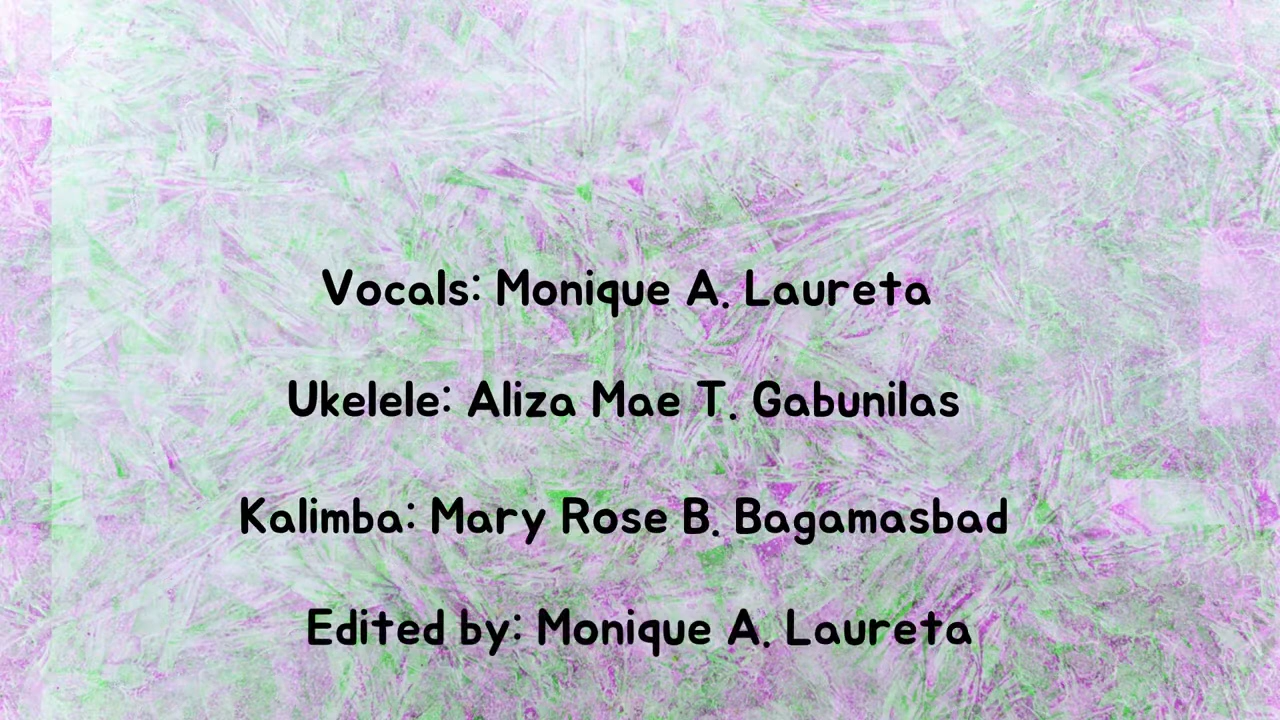 Vocals: Monique A. Laureta
Ukelele: Aliza Mae T. Gabunilas
Kalimba: Mary Rose B. Bagamasbad
Edited by: Monique A. Laureta